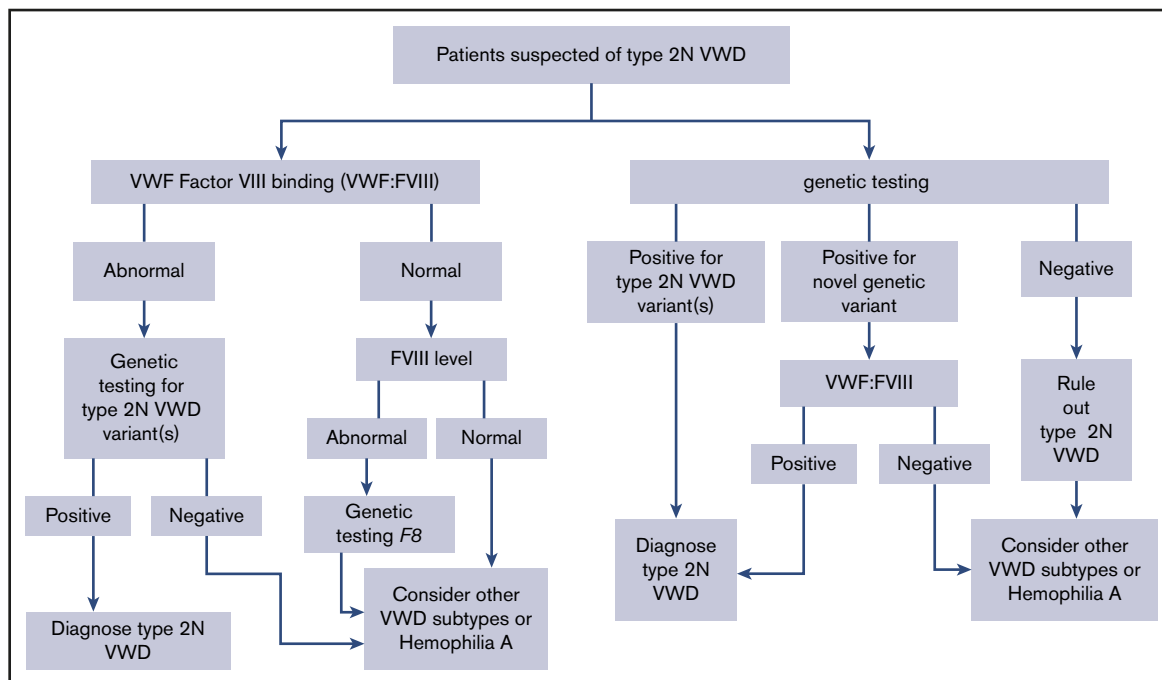 Patients suspected of type 2N VWD
VWF Factor VIII binding (VWF:FVIII)
Abnormal
Normal
Genetic
testing for
type 2N VWD
variant(s)
FVIII level
Abnormal
Normal
Positive
Negative
Genetic
testing F8
Diagnose type 2N
VWD
Consider other
VWD subtypes or
Hemophilia A
genetic testing
Positive for
type 2N VWD
variant(s)
Positive for
novel genetic
variant
Negative
VWF:FVIII
Rule
out
type 2N
VWD
Positive
Negative
Diagnose
type 2N
VWD
Consider other
VWD subtypes or
Hemophilia A